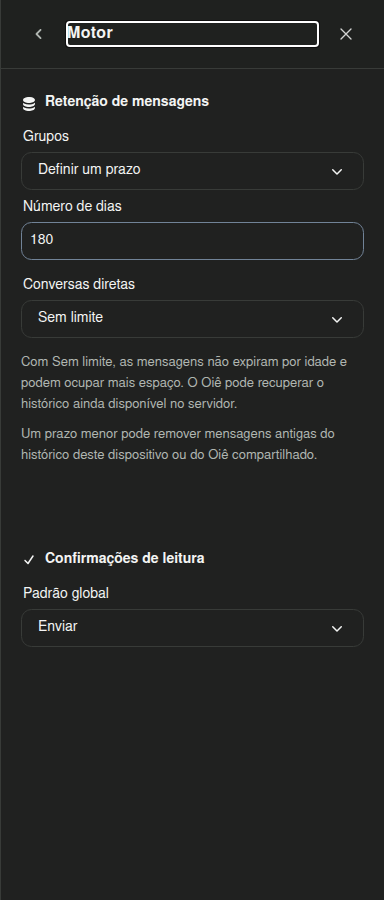 Motor
Retenção de mensagens
Grupos
Definir um prazo
Número de dias
180
Conversas diretas
Sem limite
Com Sem limite, as mensagens não expiram por idade e
podem ocupar mais espaço. O Oiê pode recuperar o
histórico ainda disponível no servidor.
Um prazo menor pode remover mensagens antigas do
histórico deste dispositivo ou do Oiê compartilhado.
Confirmações de leitura
Padrão global
Enviar